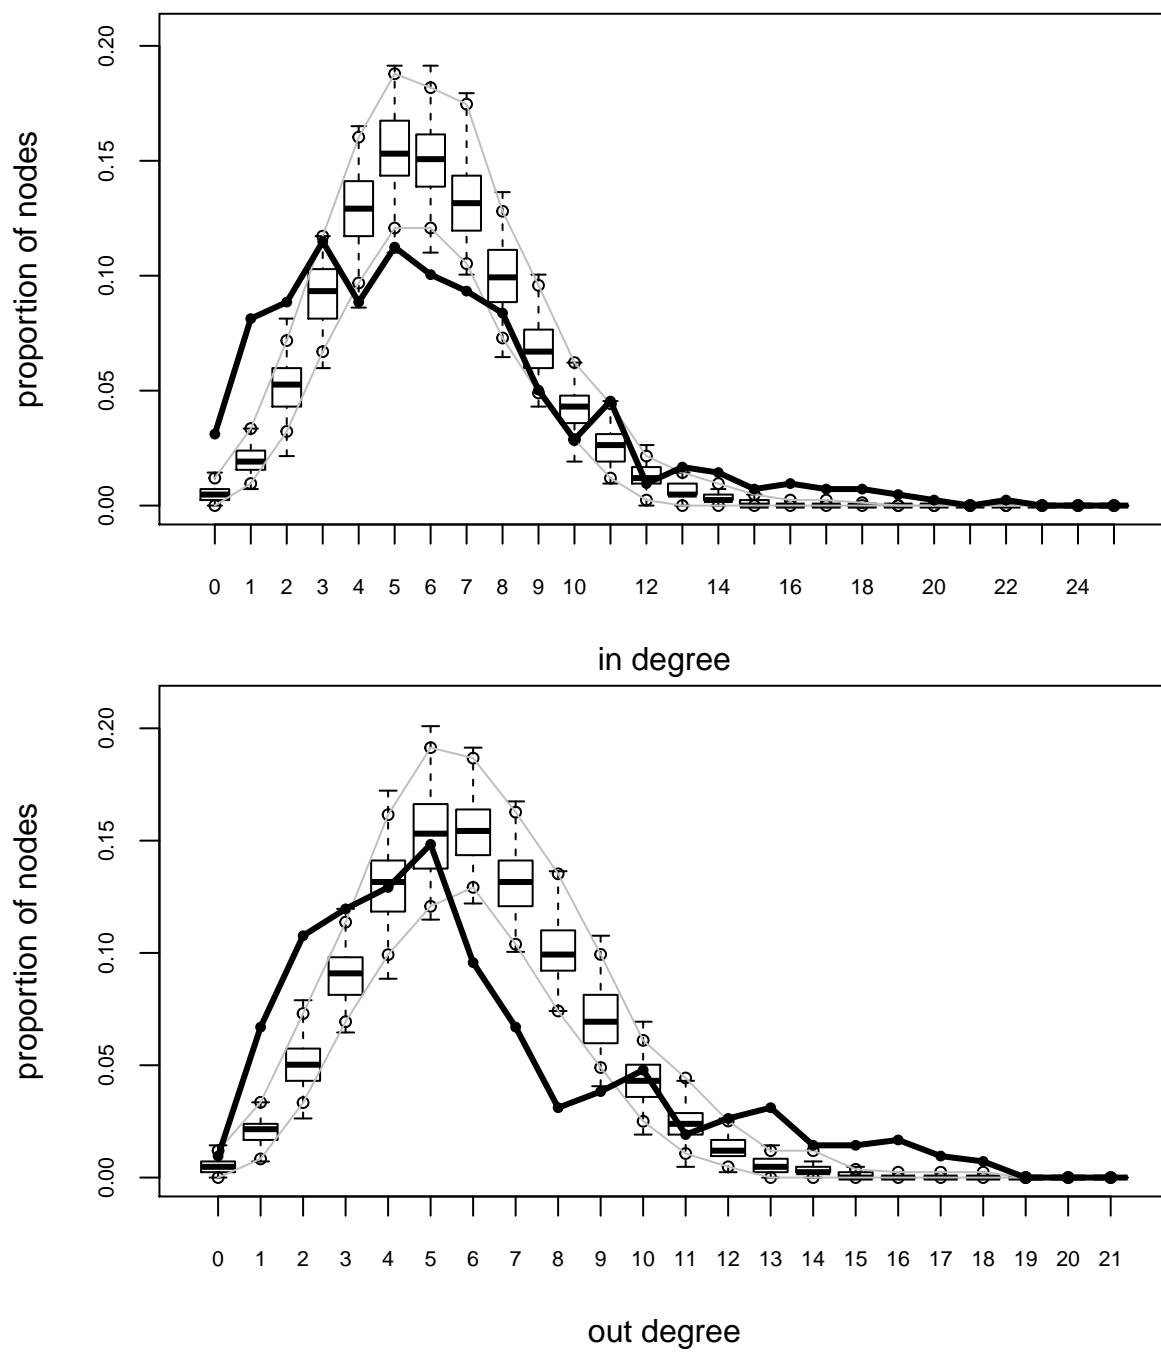 proportion of nodes
0.20
0.15
0.10
0.05
0.00
0 1 2 3 4 5 6 7 8 9 10 12 14 16 18 20 22 24
in degree
proportion of nodes
0.20
0.15
0.10
0.05
0.00
0 1 2 3 4 5 6 7 8 9 10 11 12 13 14 15 16 17 18 19 20 21
out degree